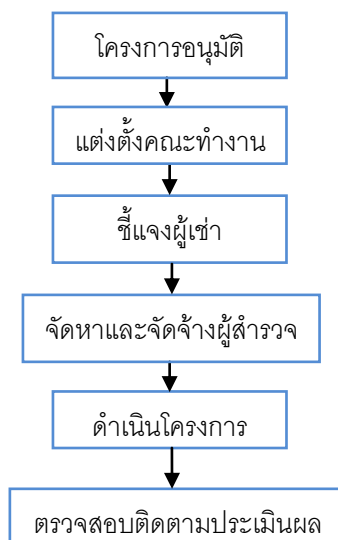 โครงการอนุมัติ
แต่งตั้งคณะทำงาน
ชี้แจงผู้เช่า
จัดหาและจัดจ้างผู้สำรวจ
ดำเนินโครงการ
ตรวจสอบติดตามประเมินผล